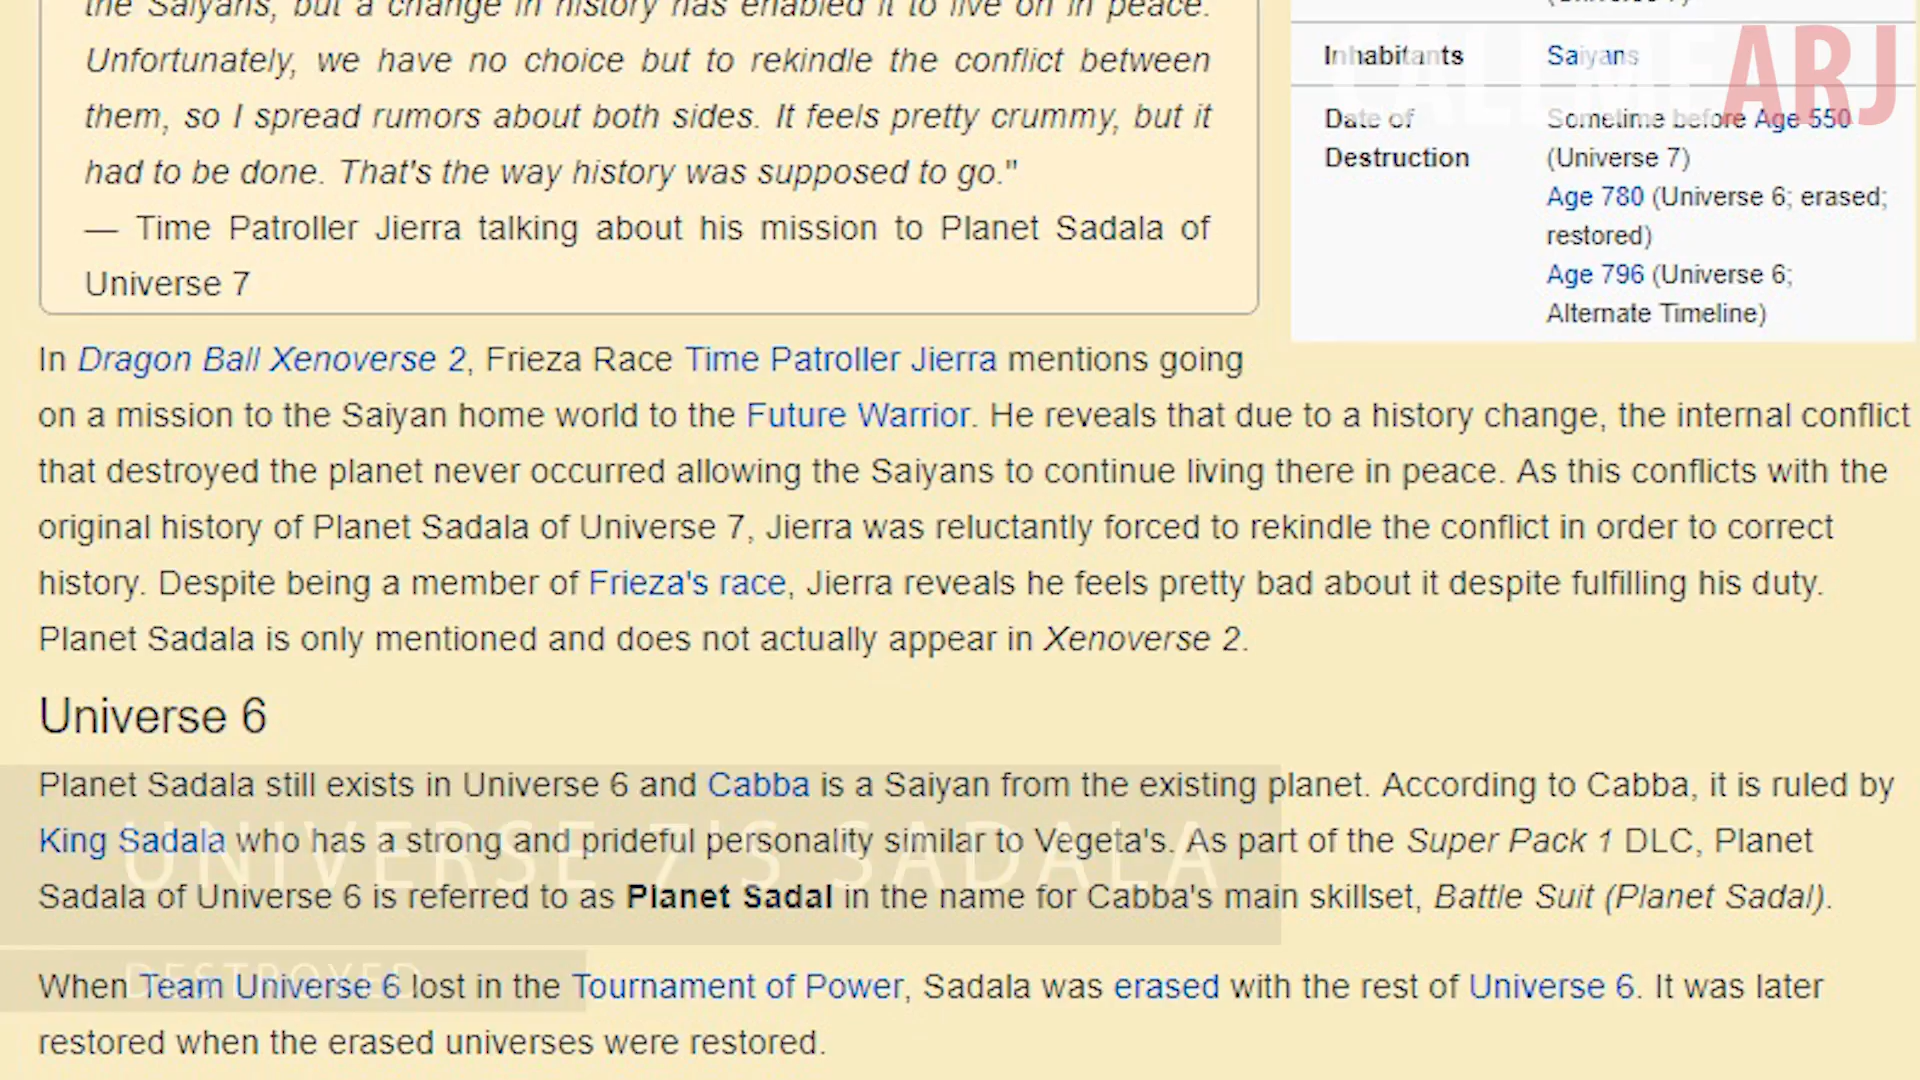 the Saiyans, but a change in history has enabled it to live on in peace.
Unfortunately, we have no choice but to rekindle the conflict between
them, so I spread rumors about both sides. It feels pretty crummy, but it
had to be done. That's the way history was supposed to go."
— Time Patroller Jierra talking about his mission to Planet Sadala of
Universe 7
(Universe 7)
Inhabitants Saiyans
Date of Destruction
Sometime before Age 550
(Universe 7)
Age 780 (Universe 6; erased;
restored)
Age 796 (Universe 6;
Alternate Timeline)
CALLMEARJ
In Dragon Ball Xenoverse 2, Frieza Race Time Patroller Jierra mentions going
on a mission to the Saiyan home world to the Future Warrior. He reveals that due to a history change, the internal conflict
that destroyed the planet never occurred allowing the Saiyans to continue living there in peace. As this conflicts with the
original history of Planet Sadala of Universe 7, Jierra was reluctantly forced to rekindle the conflict in order to correct
history. Despite being a member of Frieza's race, Jierra reveals he feels pretty bad about it despite fulfilling his duty.
Planet Sadala is only mentioned and does not actually appear in Xenoverse 2.
Universe 6
Planet Sadala still exists in Universe 6 and Cabba is a Saiyan from the existing planet. According to Cabba, it is ruled by
King Sadala who has a strong and prideful personality similar to Vegeta's. As part of the Super Pack 1 DLC, Planet
Sadala of Universe 6 is referred to as Planet Sadal in the name for Cabba's main skillset, Battle Suit (Planet Sadal).
UNIVERSE 7'S SADALA
When Team Universe 6 lost in the Tournament of Power, Sadala was erased with the rest of Universe 6. It was later
restored when the erased universes were restored.
DESTROYED